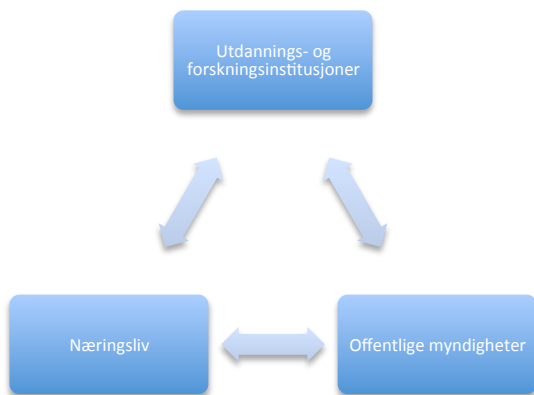 Utdannings- og
forskningsinstitusjoner
Næringsliv
Offentlige myndigheter